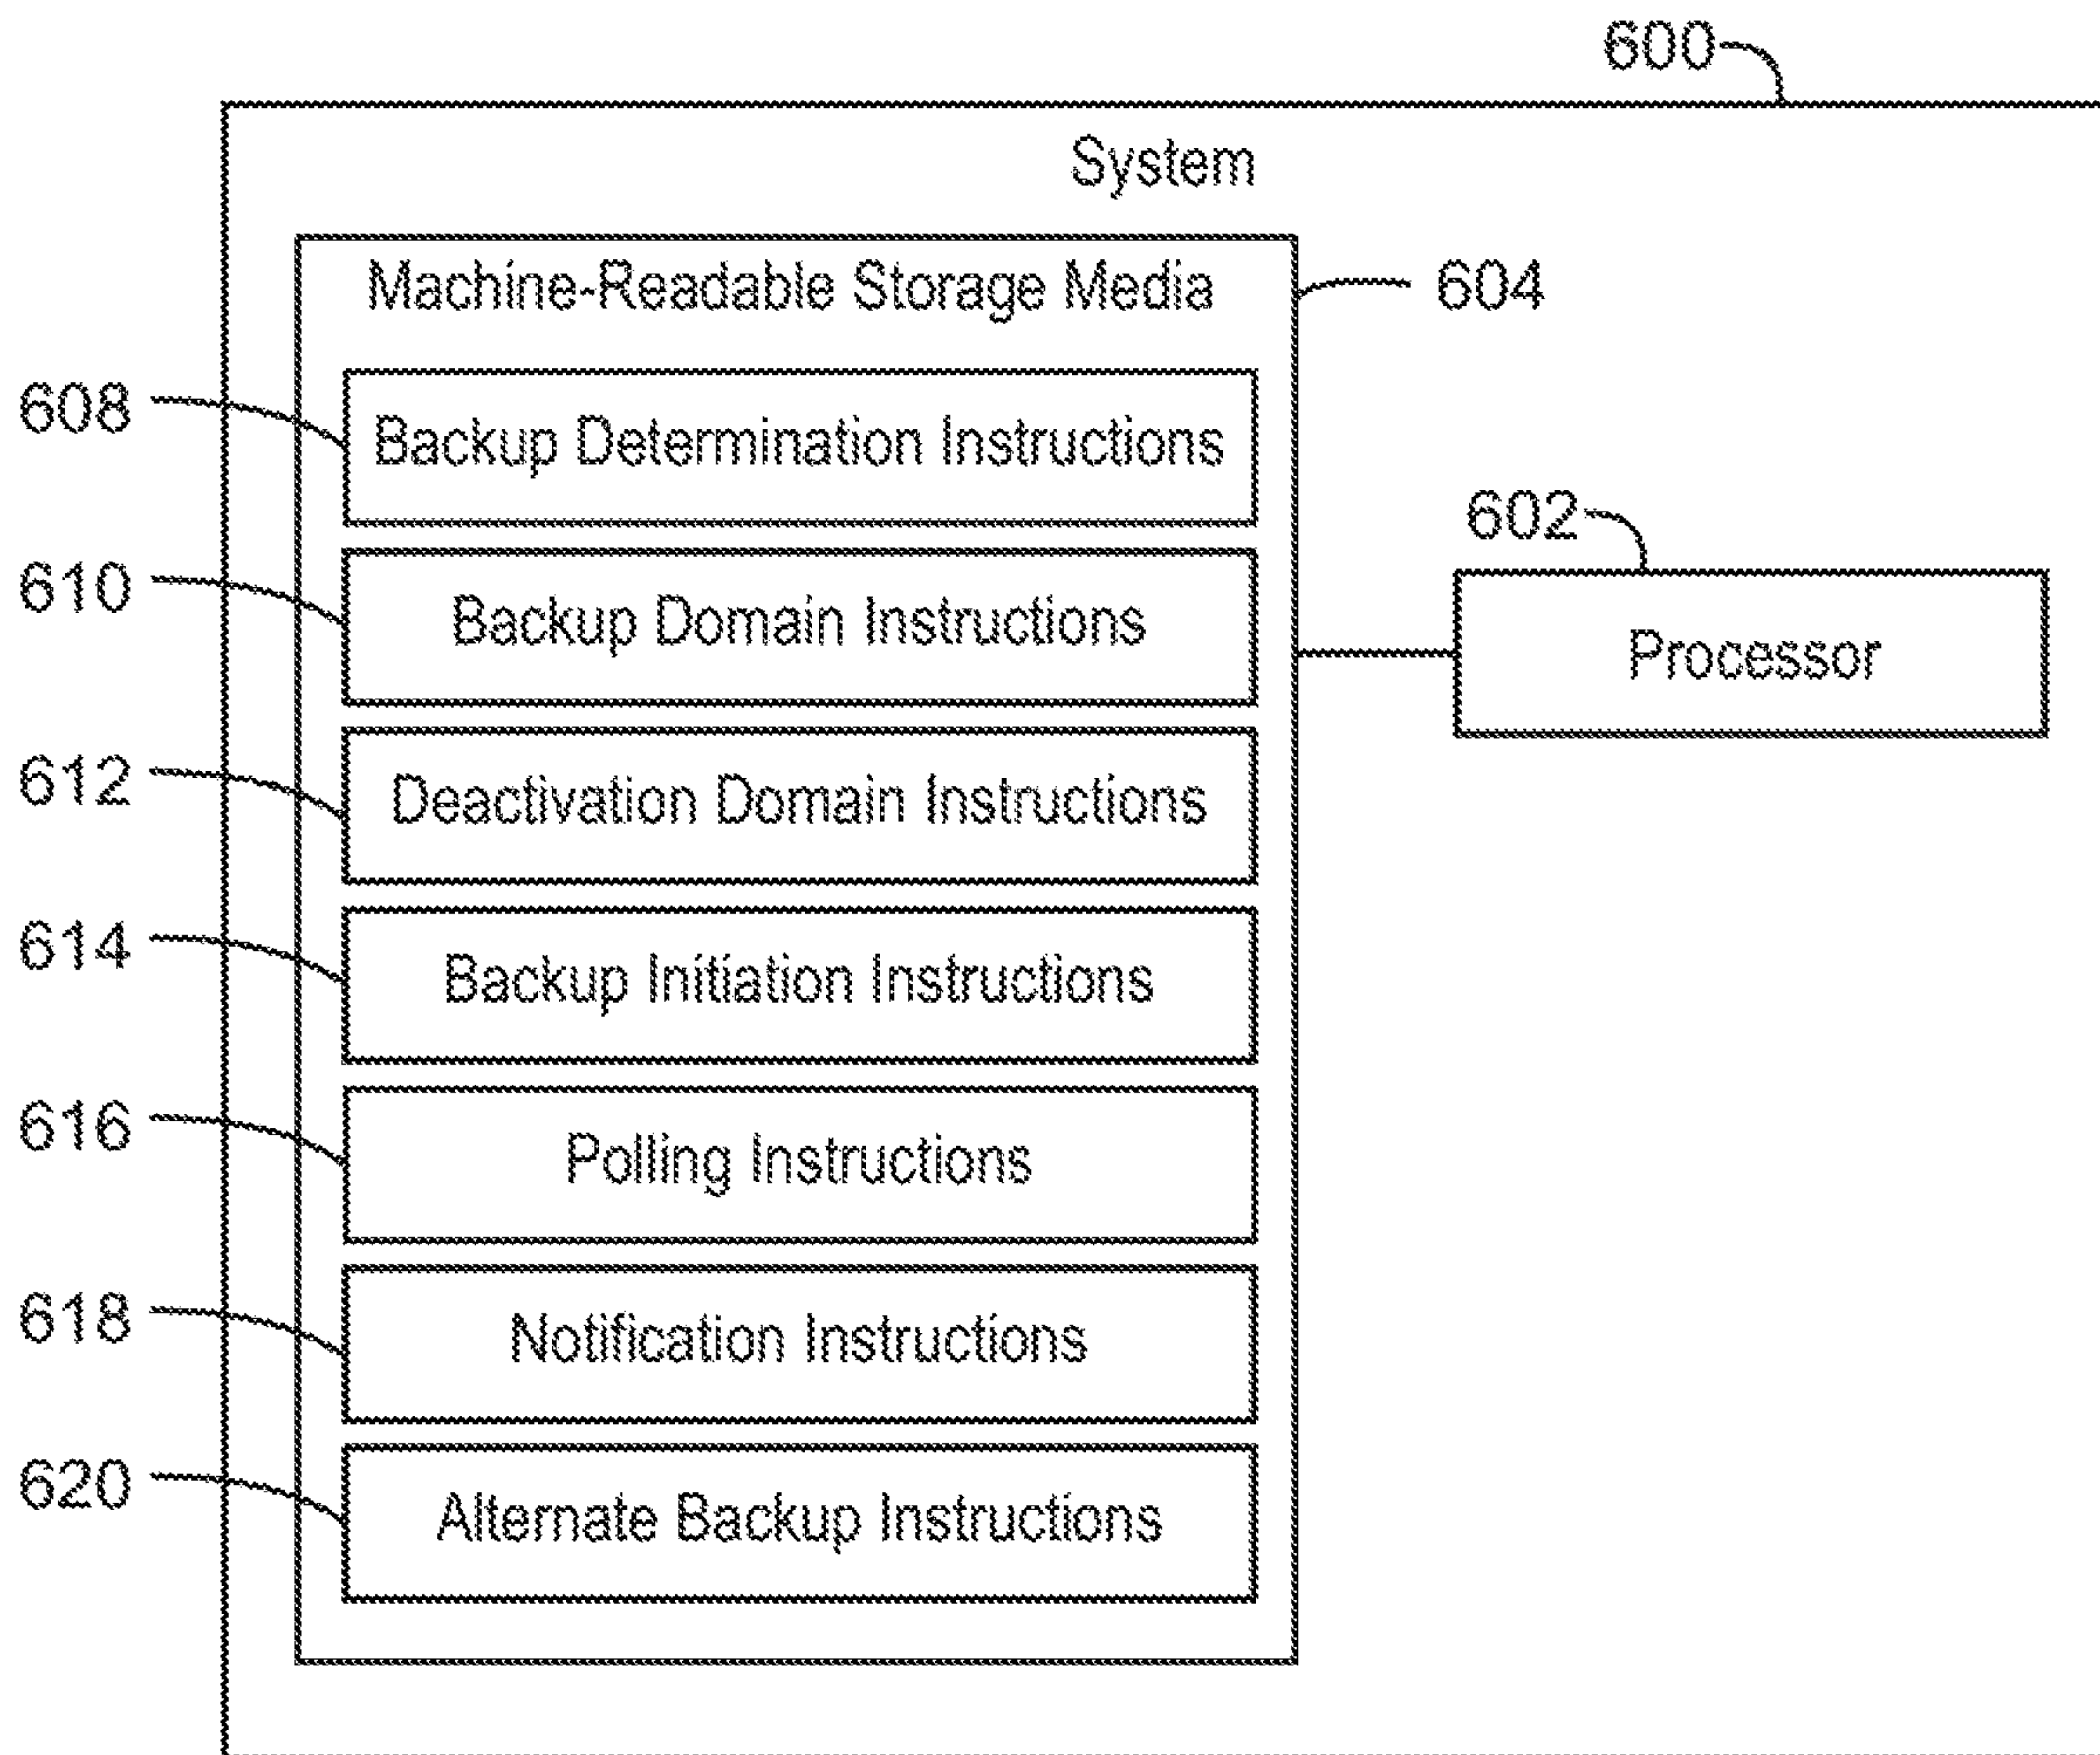 600
System
Machine-Readable Storage Media
604
608
Backup Determination Instructions
602
610
Backup Domain Instructions
Processor
612
Deactivation Domain Instructions
614
Backup Initiation Instructions
616
Polling Instructions
618
Notification Instructions
620
Alternate Backup Instructions